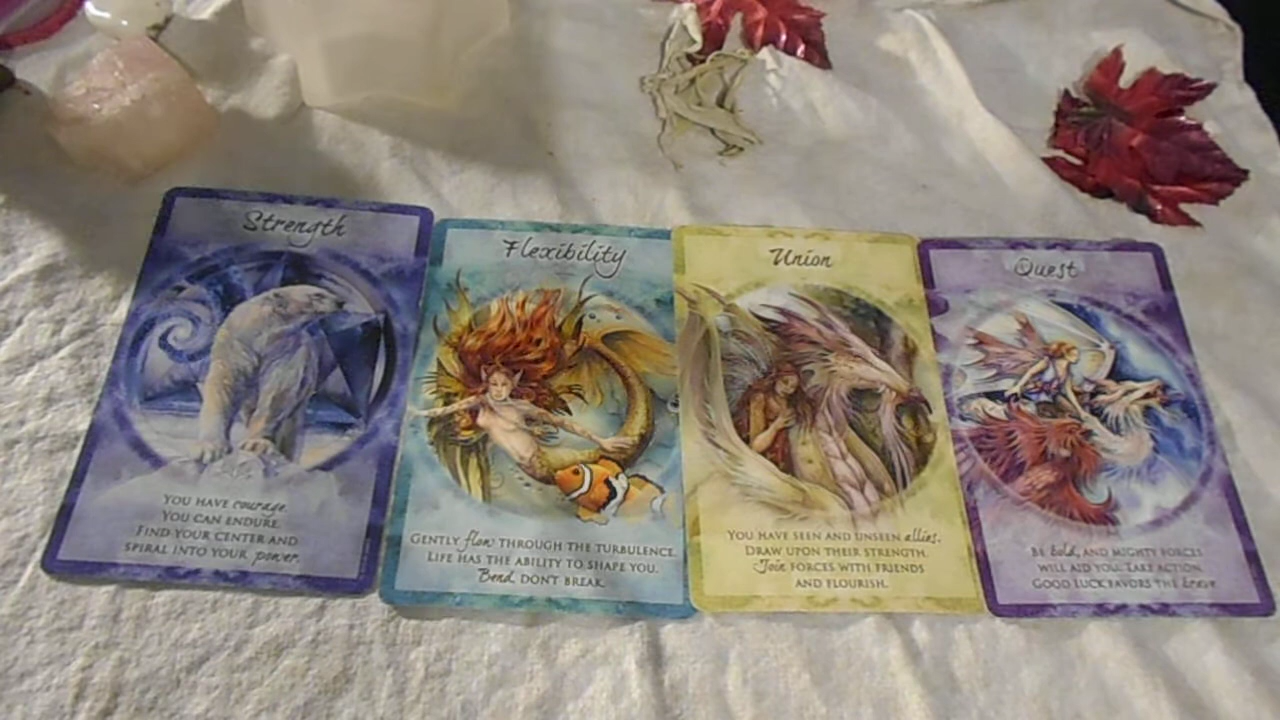 Strength
YOU HAVE courage.
YOU CAN ENDURE.
FIND YOUR CENTER AND
SPIRAL INTO YOUR power.
Flexibility
GENTLY flow THROUGH THE TURBULENCE.
LIFE HAS THE ABILITY TO SHAPE YOU.
Bend, DON'T BREAK.
Union
YOU HAVE SEEN AND UNSEEN allies.
DRAW UPON THEIR STRENGTH.
Join FORCES WITH FRIENDS
AND FLOURISH.
Quest
BE bold, AND MIGHTY FORCES
WILL AID YOU. TAKE ACTION.
GOOD LUCK FAVORS THE brave.